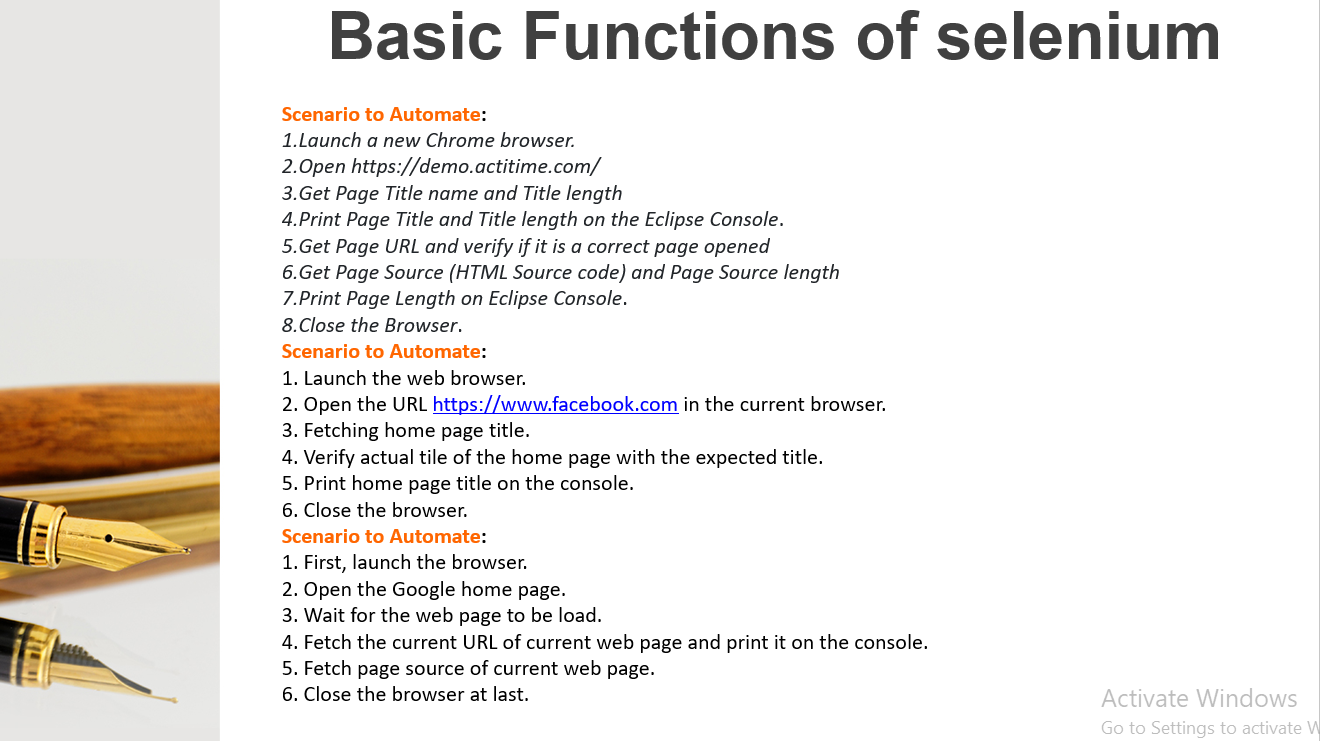 Basic Functions of selenium
Scenario to Automate:
1.Launch a new Chrome browser.
2.Open https://demo.actitime.com/
3.Get Page Title name and Title length
4.Print Page Title and Title length on the Eclipse Console.
5.Get Page URL and verify if it is a correct page opened
6.Get Page Source (HTML Source code) and Page Source length
7.Print Page Length on Eclipse Console.
8.Close the Browser.
Scenario to Automate:
1. Launch the web browser.
2. Open the URL https://www.facebook.com in the current browser.
3. Fetching home page title.
4. Verify actual tile of the home page with the expected title.
5. Print home page title on the console.
6. Close the browser.
Scenario to Automate:
1. First, launch the browser.
2. Open the Google home page.
3. Wait for the web page to be load.
4. Fetch the current URL of current web page and print it on the console.
5. Fetch page source of current web page.
6. Close the browser at last.
Activate Windows
Go to Settings to activate W